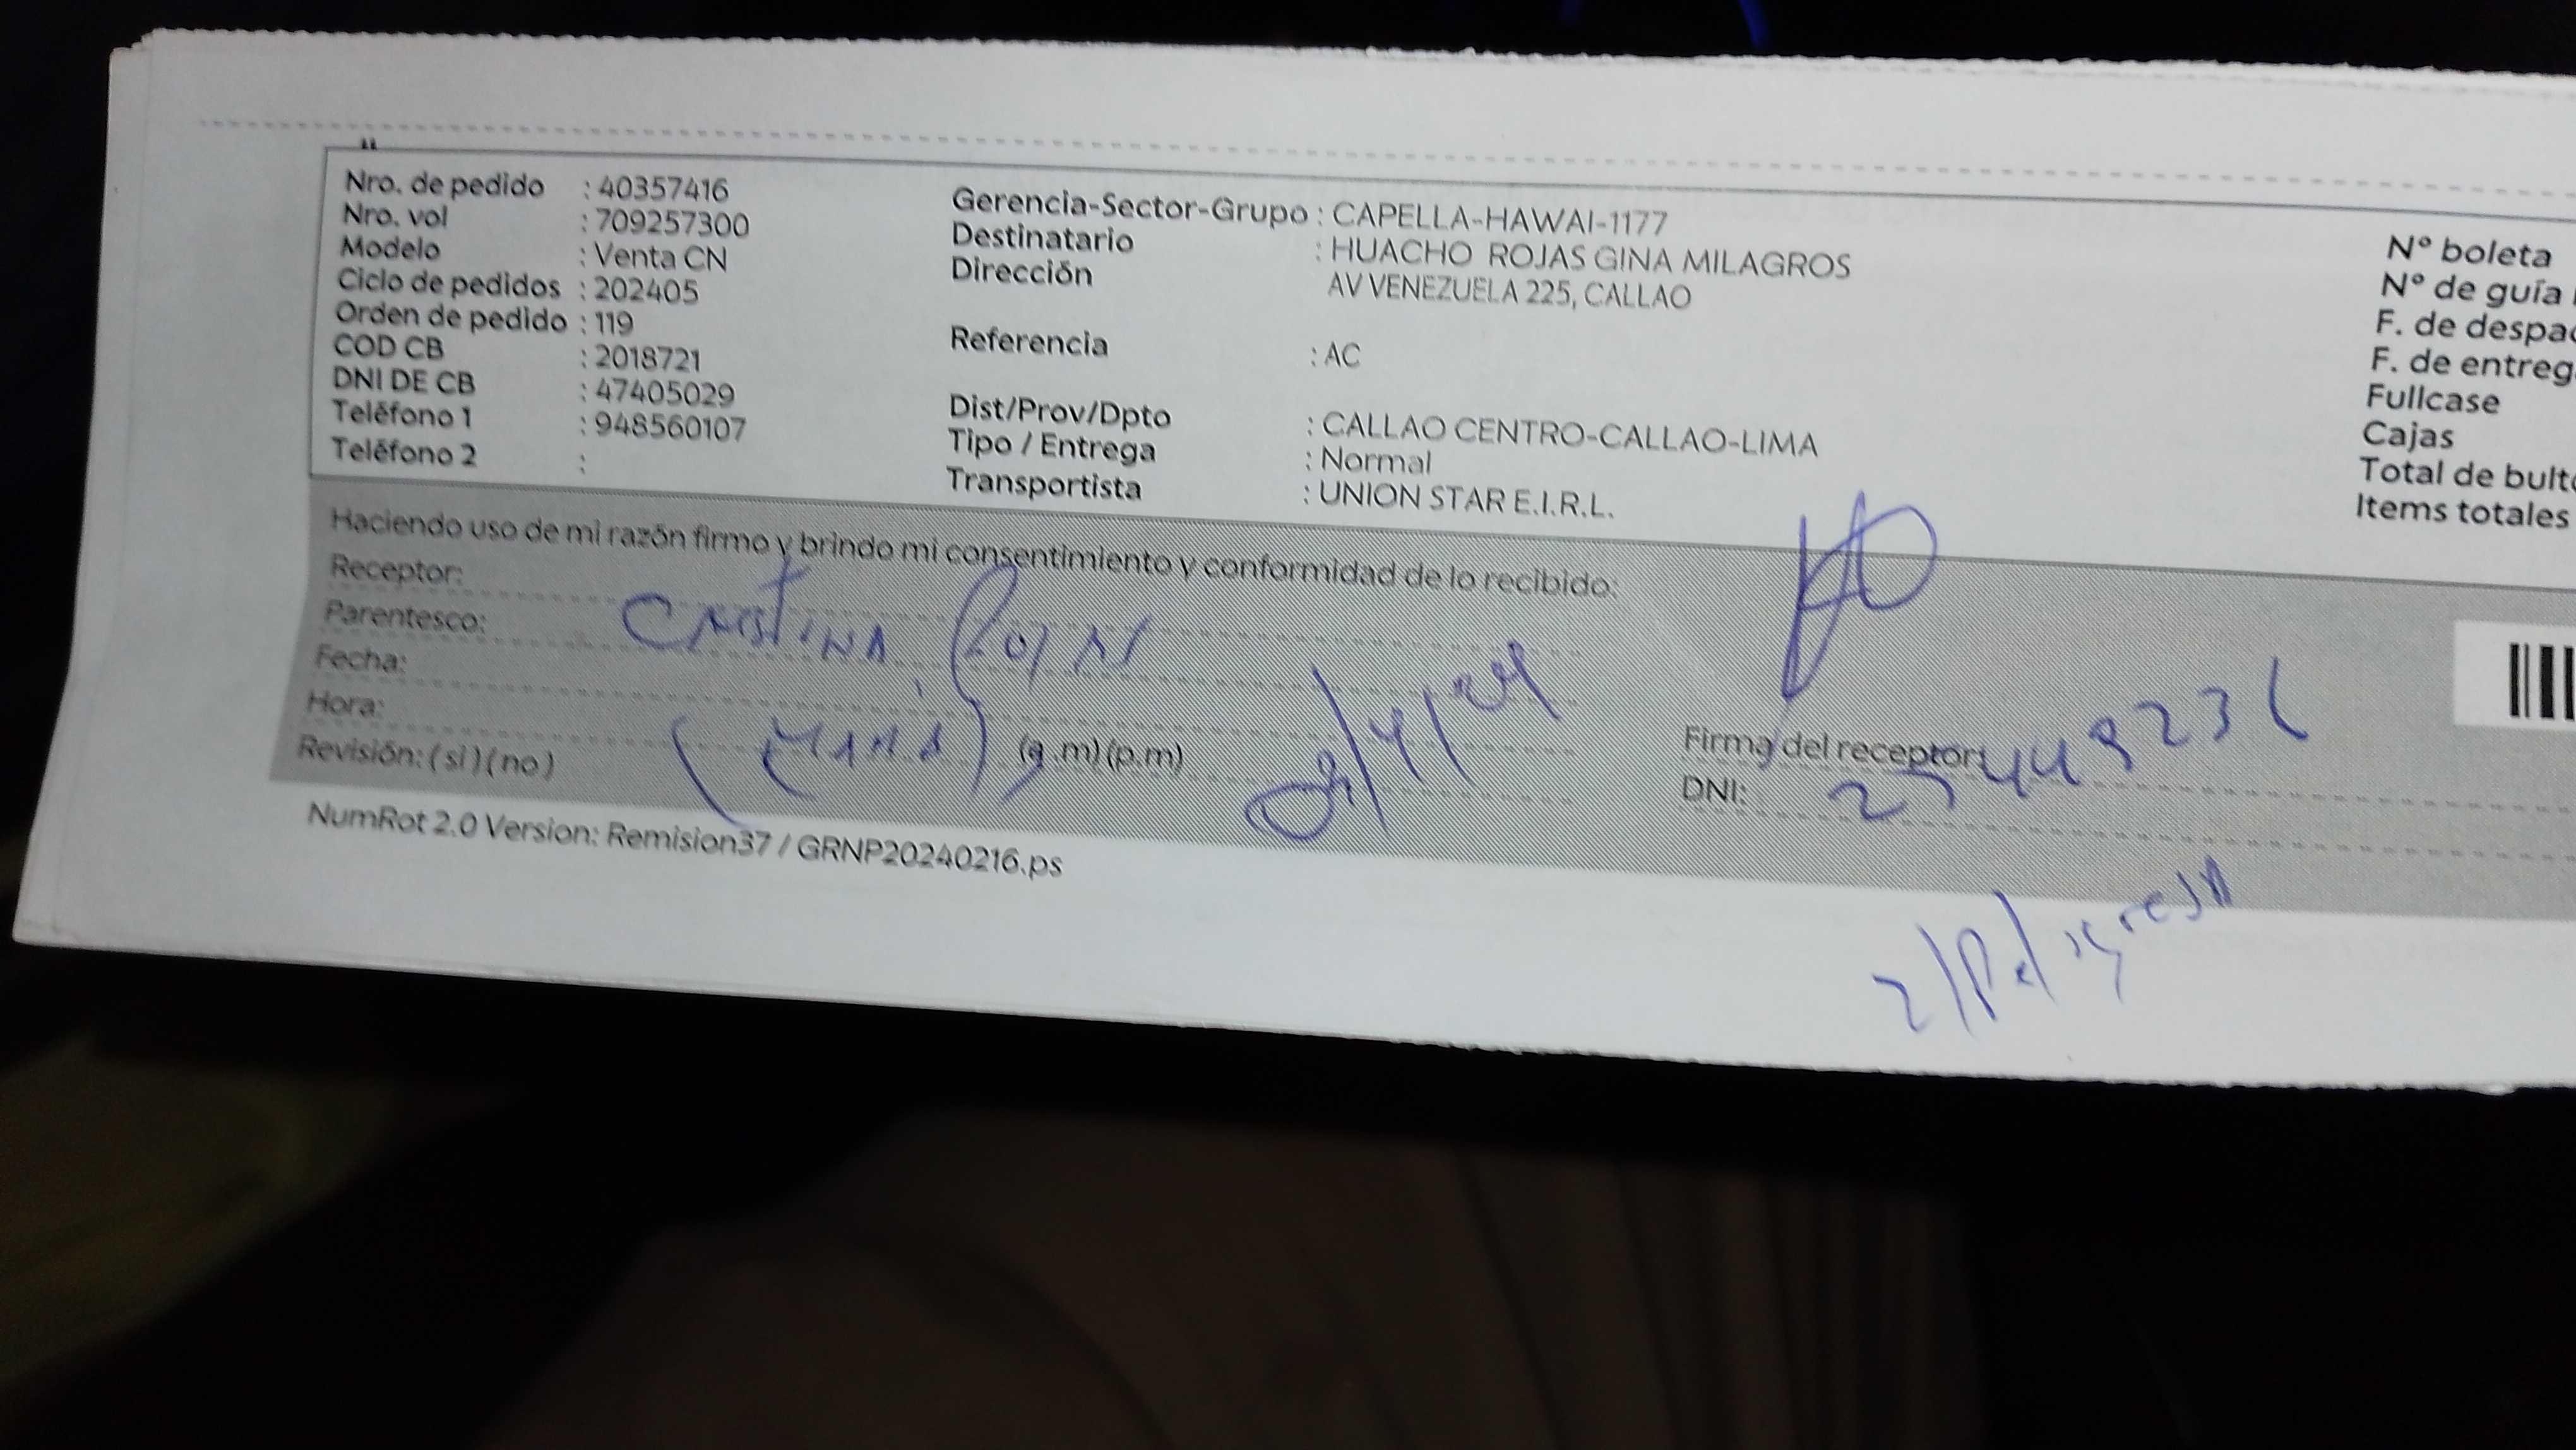 Nro. de pedido : 40357416
Nro. vol : 709257300
Modelo : Venta CN
Ciclo de pedidos : 202405
Orden de pedido : 119
COD CB : 2018721
DNI DE CB : 47405029
Teléfono 1 : 948560107
Teléfono 2 :
Gerencia-Sector-Grupo : CAPELLA-HAWAI-1177
Destinatario : HUACHO ROJAS GINA MILAGROS
Dirección AV VENEZUELA 225, CALLAO
Referencia : AC
Dist/Prov/Dpto : CALLAO CENTRO-CALLAO-LIMA
Tipo / Entrega : Normal
Transportista : UNION STAR E.I.R.L.
N° boleta
N° de guía
F. de despac
F. de entreg
Fullcase
Cajas
Total de bulto
Items totales
Haciendo uso de mi razón firmo y brindo mi consentimiento y conformidad de lo recibido:
Receptor:
Parentesco: Cristina Rojas
Fecha:
Hora: (Mamá)
Revisión: (si) (no) (a.m) (p.m)
Firma del receptor:
DNI:
NumRot 2.0 Version: Remision37 / GRNP20240216.ps